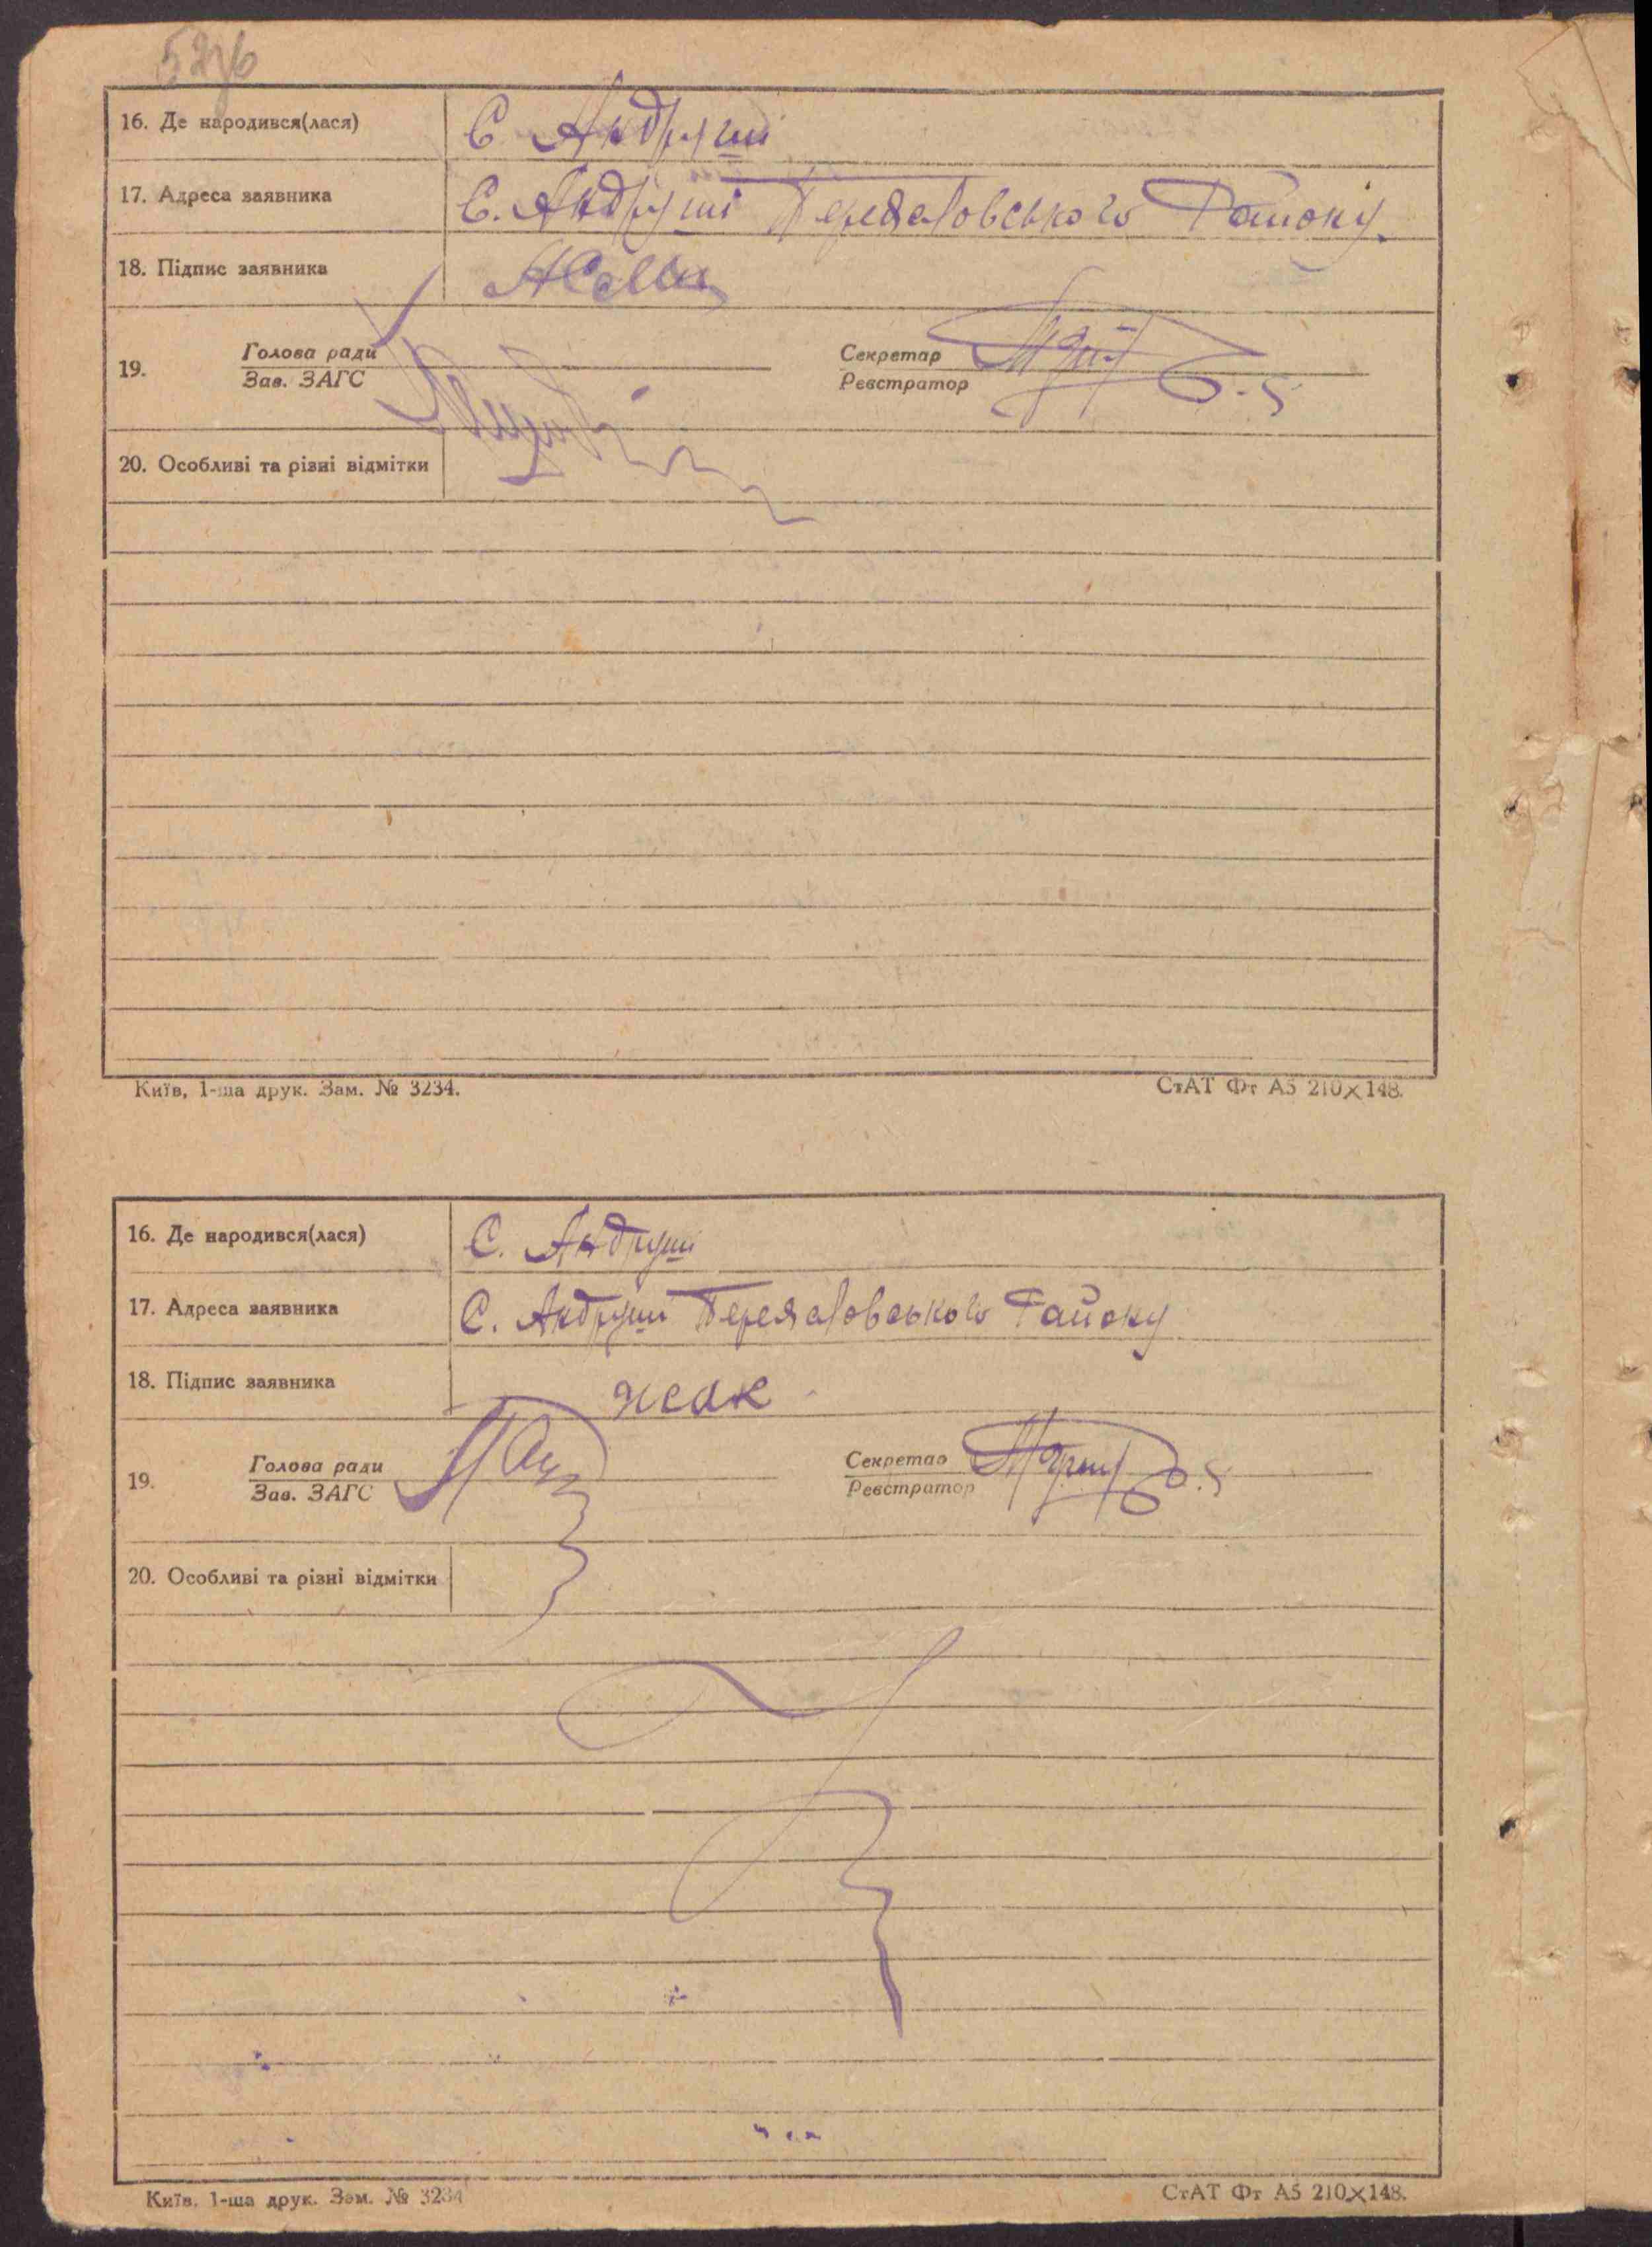 16. Де народився(лася) С. Андруші
17. Адреса заявника С. Андруші Переяславського Району.
18. Підпис заявника
19. Голова ради Секретар
Зав. ЗАГС Реєстратор
20. Особливі та різні відмітки
Київ, 1-ша друк. Зам. № 3234. СтАТ Фт А5 210×148.
16. Де народився(лася) С. Андруші
17. Адреса заявника С. Андруші Переяславського Району
18. Підпис заявника
19. Голова ради Секретар
Зав. ЗАГС Реєстратор
20. Особливі та різні відмітки
Київ, 1-ша друк. Зам. № 3234 СтАТ Фт А5 210×148.